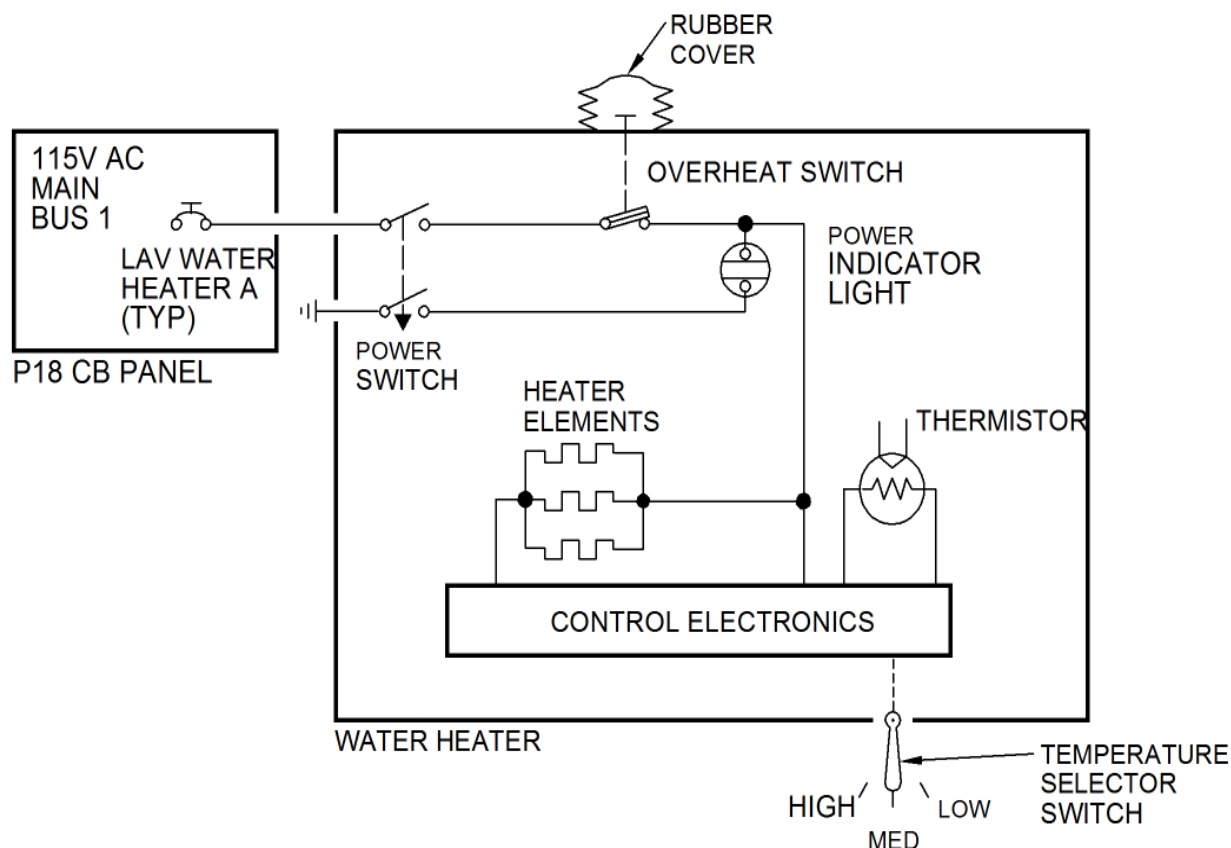 RUBBER
COVER
115V AC
MAIN
BUS 1
LAV WATER
HEATER A
(TYP)
P18 CB PANEL
OVERHEAT SWITCH
POWER
INDICATOR
LIGHT
POWER
SWITCH
HEATER
ELEMENTS
THERMISTOR
CONTROL ELECTRONICS
WATER HEATER
TEMPERATURE
SELECTOR
SWITCH
HIGH
LOW
MED